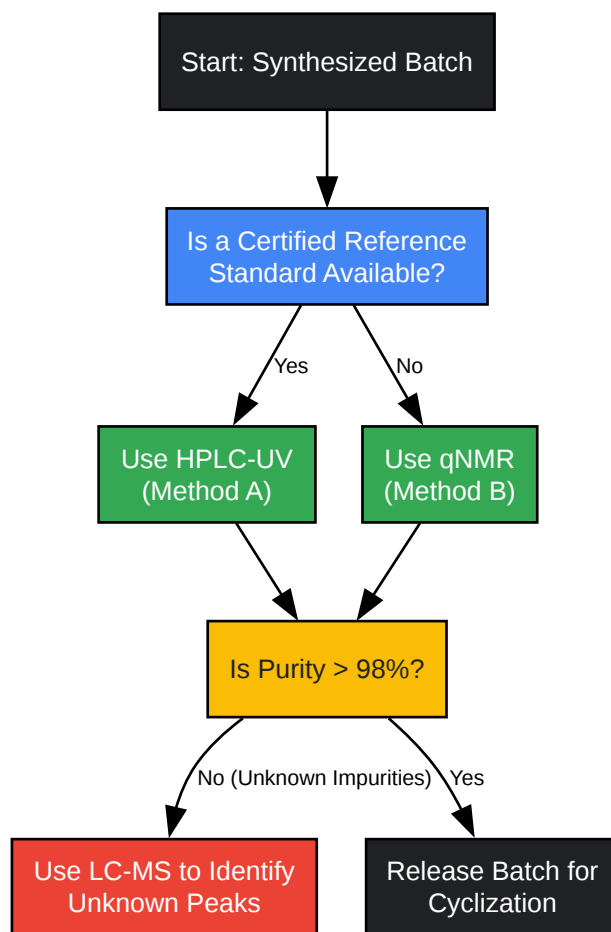 Start: Synthesized Batch
Is a Certified Reference
Standard Available?
Yes
No
Use HPLC-UV
(Method A)
Use qNMR
(Method B)
Is Purity > 98%?
No (Unknown Impurities)
Yes
Use LC-MS to Identify
Unknown Peaks
Release Batch for
Cyclization